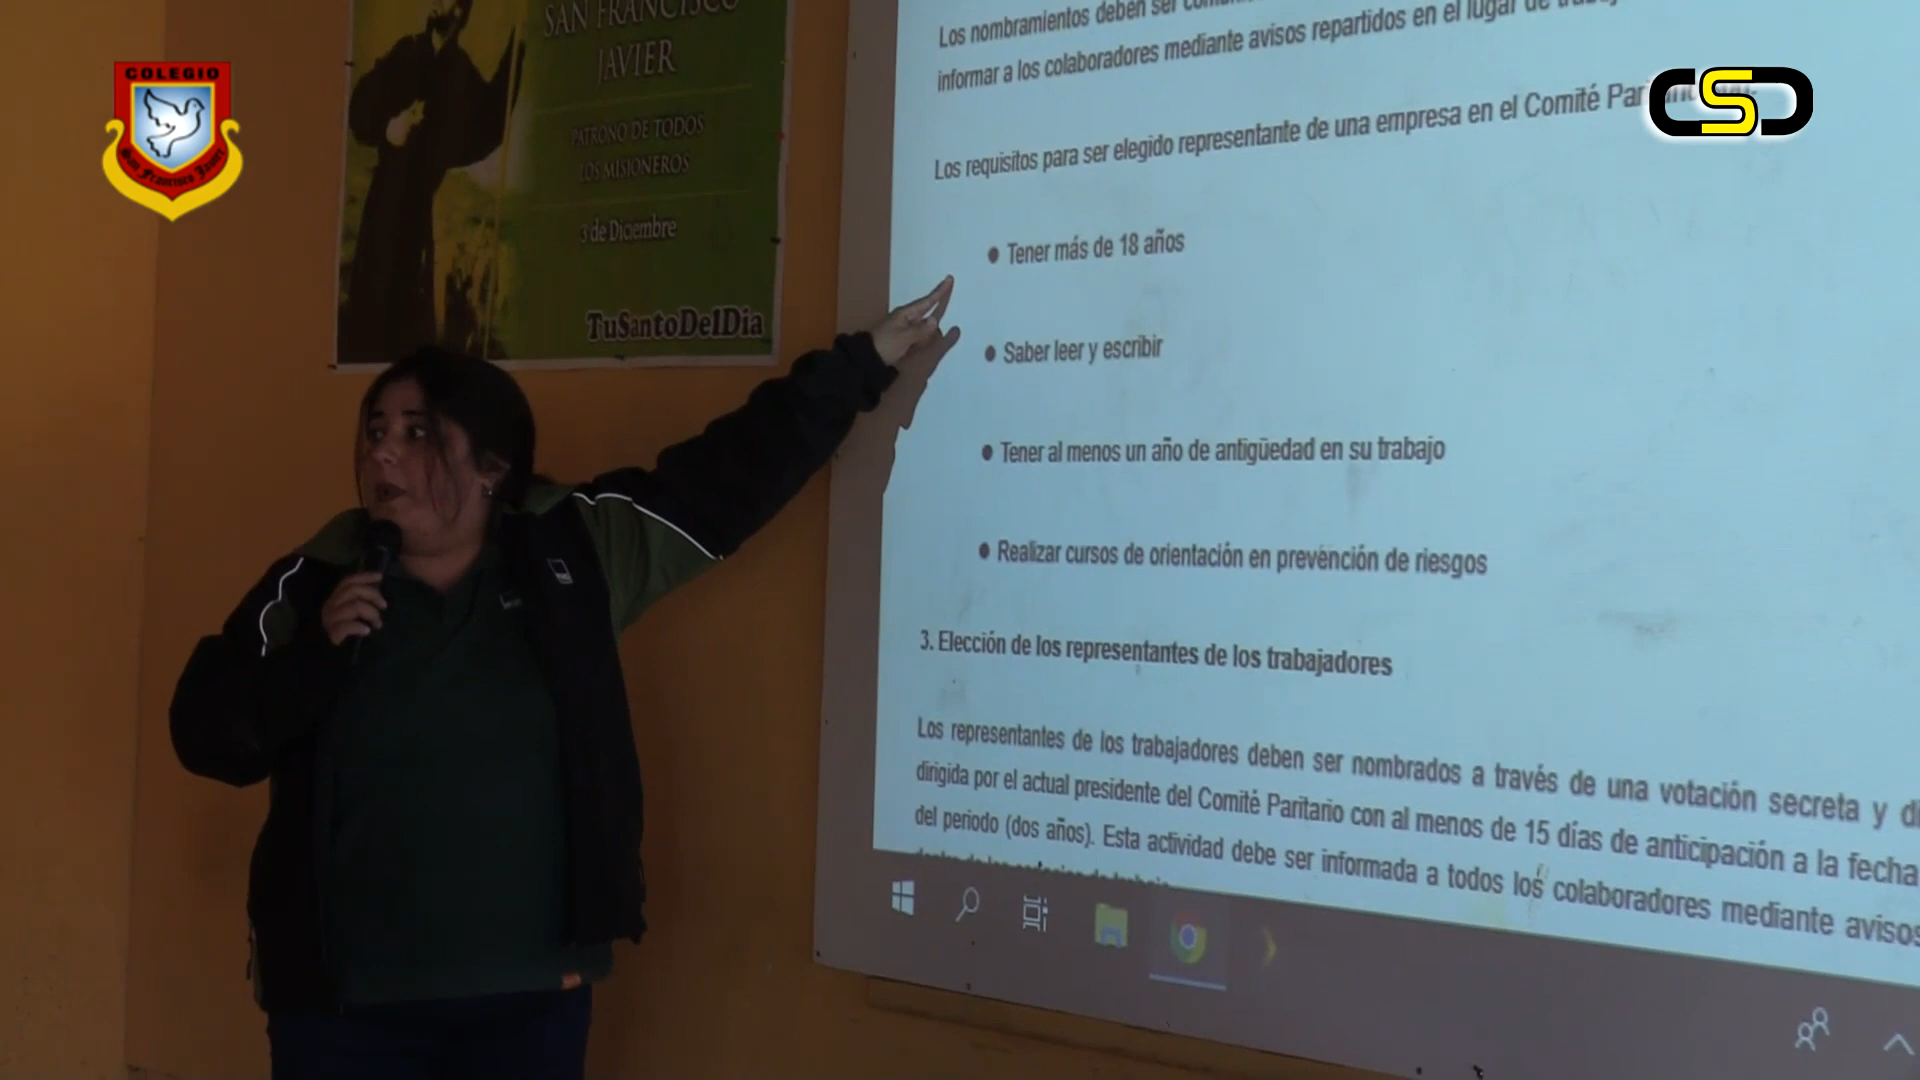 COLEGIO
San Francisco Javier
SAN FRANCISCO
JAVIER
PATRONO DE TODOS
LOS MISIONEROS
3 de Diciembre
TuSantoDelDia
CSD
Los nombramientos deben ser
informar a los colaboradores mediante avisos repartidos en el lugar de
Los requisitos para ser elegido representante de una empresa en el Comité
● Tener más de 18 años
● Saber leer y escribir
● Tener al menos un año de antigüedad en su trabajo
● Realizar cursos de orientación en prevención de riesgos
3. Elección de los representantes de los trabajadores
Los representantes de los trabajadores deben ser nombrados a través de una votación secreta y
dirigida por el actual presidente del Comité Paritario con al menos de 15 días de anticipación a la fecha
del periodo (dos años). Esta actividad debe ser informada a todos los colaboradores mediante avisos